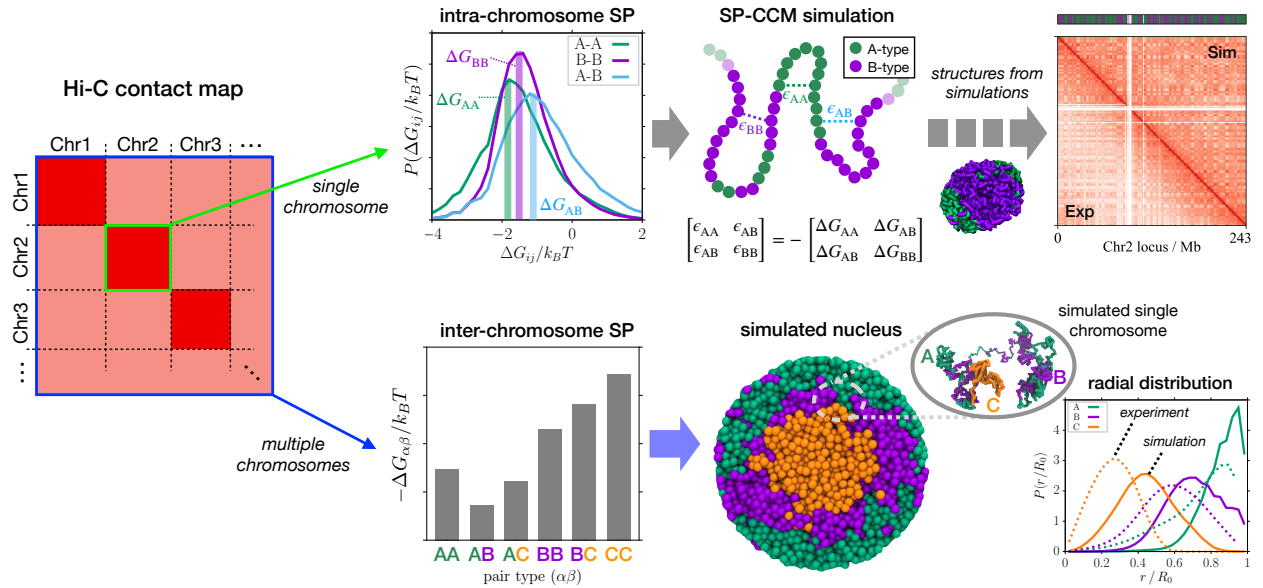 Hi-C contact map
Chr1 Chr2 Chr3 ⋯
Chr1
Chr2
Chr3
⋯
⋱
single
chromosome
multiple
chromosomes
intra-chromosome SP
A-A
B-B
A-B
ΔG_BB
ΔG_AA
ΔG_AB
P(ΔG_ij/k_BT)
−4 −2 0 2
ΔG_ij/k_BT
SP-CCM simulation
A-type
B-type
ϵ_AA
ϵ_BB
ϵ_AB
[ϵ_AA ϵ_AB] = − [ΔG_AA ΔG_AB]
[ϵ_AB ϵ_BB] [ΔG_AB ΔG_BB]
structures from
simulations
Sim
Exp
0 243
Chr2 locus / Mb
inter-chromosome SP
−ΔG_αβ/k_BT
AA AB AC BB BC CC
pair type (αβ)
simulated nucleus
simulated single
chromosome
A
B
C
radial distribution
A
B
C
experiment
simulation
P(r/R_0)
0 1 2 3 4
0 0.2 0.4 0.6 0.8 1
r/R_0